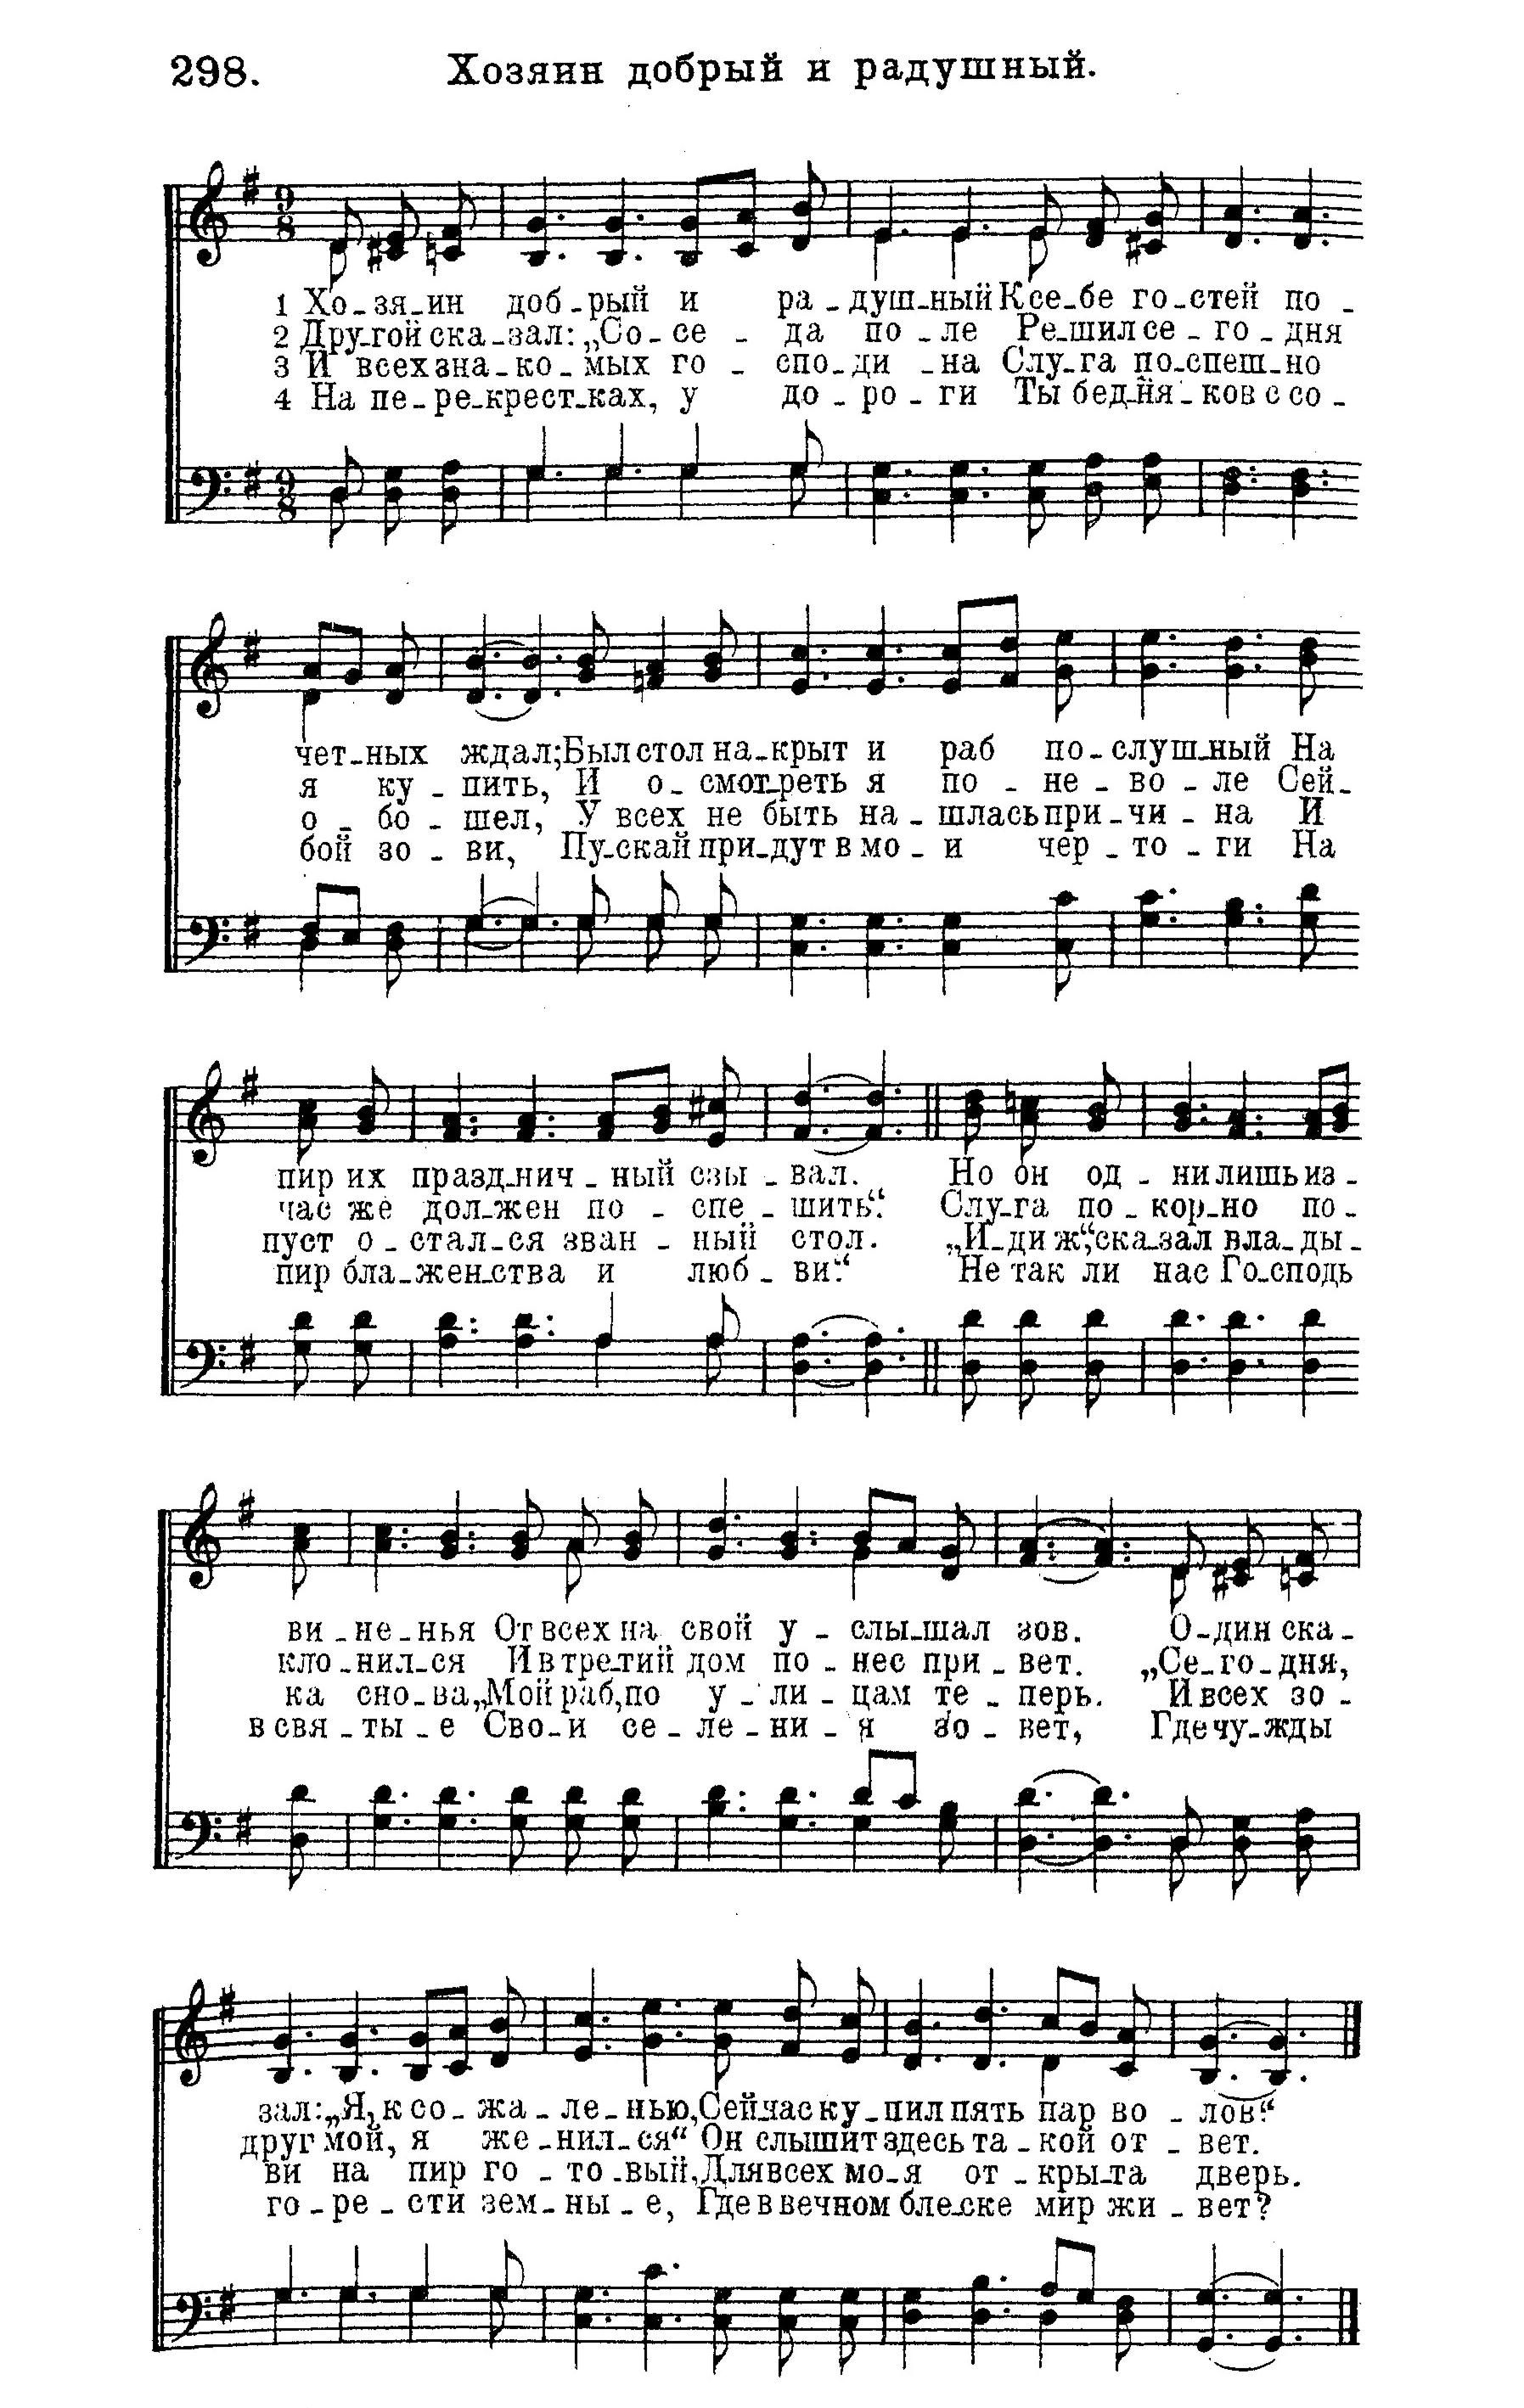 298. Хозяин добрый и радушный.
1 Хо-зя-ин доб-рый и ра-душ-ный К се-бе го-стей по-
2 Дру-гой ска-зал: „Со-се-да по-ле Ре-шил се-го-дня
3 И всех зна-ко-мых го-спо-ди-на Слу-га по-спеш-но
4 На пе-ре-крест-ках, у до-ро-ги Ты бед-ня-ков с со-
чет-ных ждал; Был стол на-крыт и раб по-слуш-ный На
я ку-пить, И о-смот-реть я по-не-во-ле Сей-
о-бо-шел, У всех не быть на-шлась при-чи-на И
бой зо-ви, Пу-скай при-дут в мо-и чер-то-ги На
пир их празд-нич-ный сзы-вал. Но он од-ни лишь из-
час же дол-жен по-спе-шить.“ Слу-га по-кор-но по-
пуст о-стал-ся зван-ный стол. „И-ди ж“, ска-зал вла-ды-
пир бла-жен-ства и люб-ви.“ Не так ли нас Го-сподь
ви-не-нья От всех на свой у-слы-шал зов. О-дин ска-
кло-нил-ся И в тре-тий дом по-нес при-вет. „Се-го-дня,
ка сно-ва „Мой раб, по у-ли-цам те-перь. И всех зо-
в свя-ты-е Сво-и се-ле-ни-я зо-вет, Где чу-жды
зал: „Я, к со-жа-ле-нью, Сей-час ку-пил пять пар во-лов.“
друг мой, я же-нил-ся“ Он слышит здесь та-кой от-вет.
ви на пир го-то-вый, Для всех мо-я от-кры-та дверь.
го-ре-сти зем-ны-е, Где в вечном бле-ске мир жи-вет?